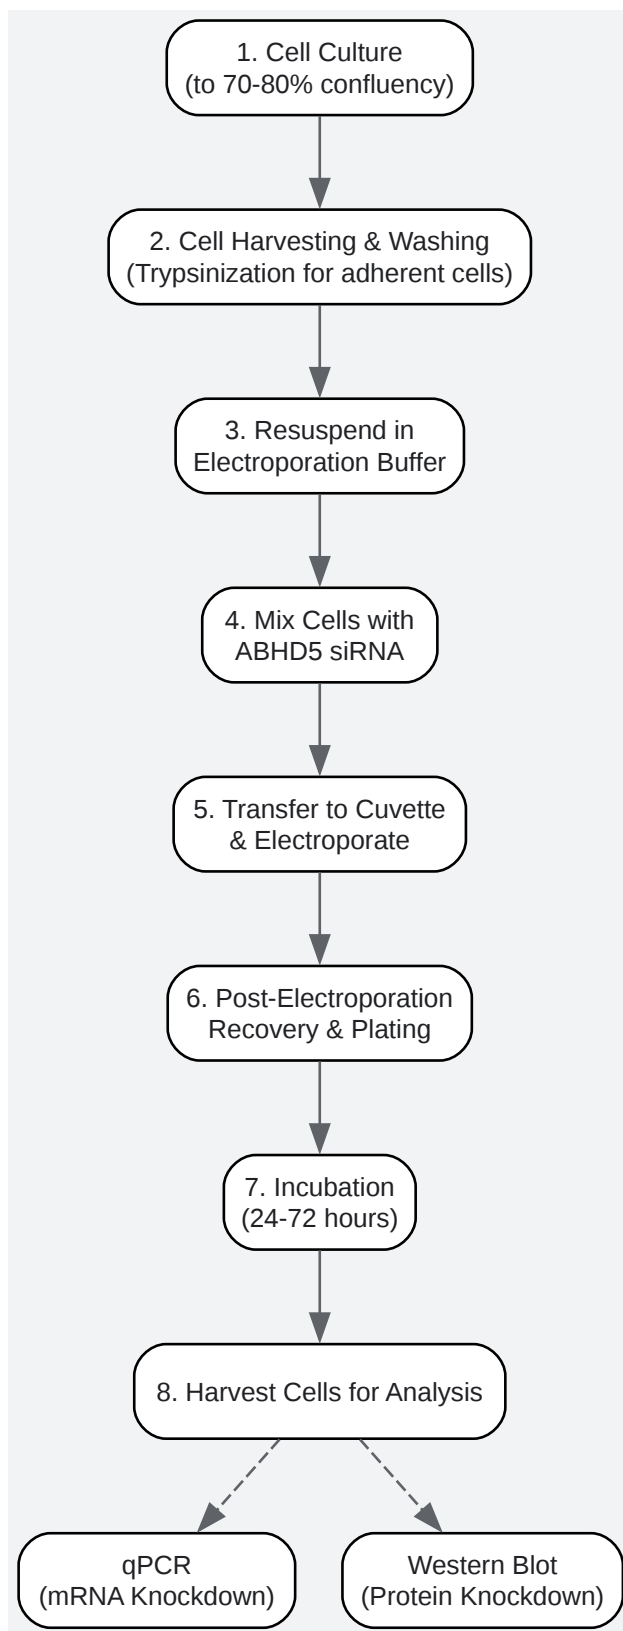 1. Cell Culture
(to 70-80% confluency)
2. Cell Harvesting & Washing
(Trypsinization for adherent cells)
3. Resuspend in
Electroporation Buffer
4. Mix Cells with
ABHD5 siRNA
5. Transfer to Cuvette
& Electroporate
6. Post-Electroporation
Recovery & Plating
7. Incubation
(24-72 hours)
8. Harvest Cells for Analysis
qPCR
(mRNA Knockdown)
Western Blot
(Protein Knockdown)